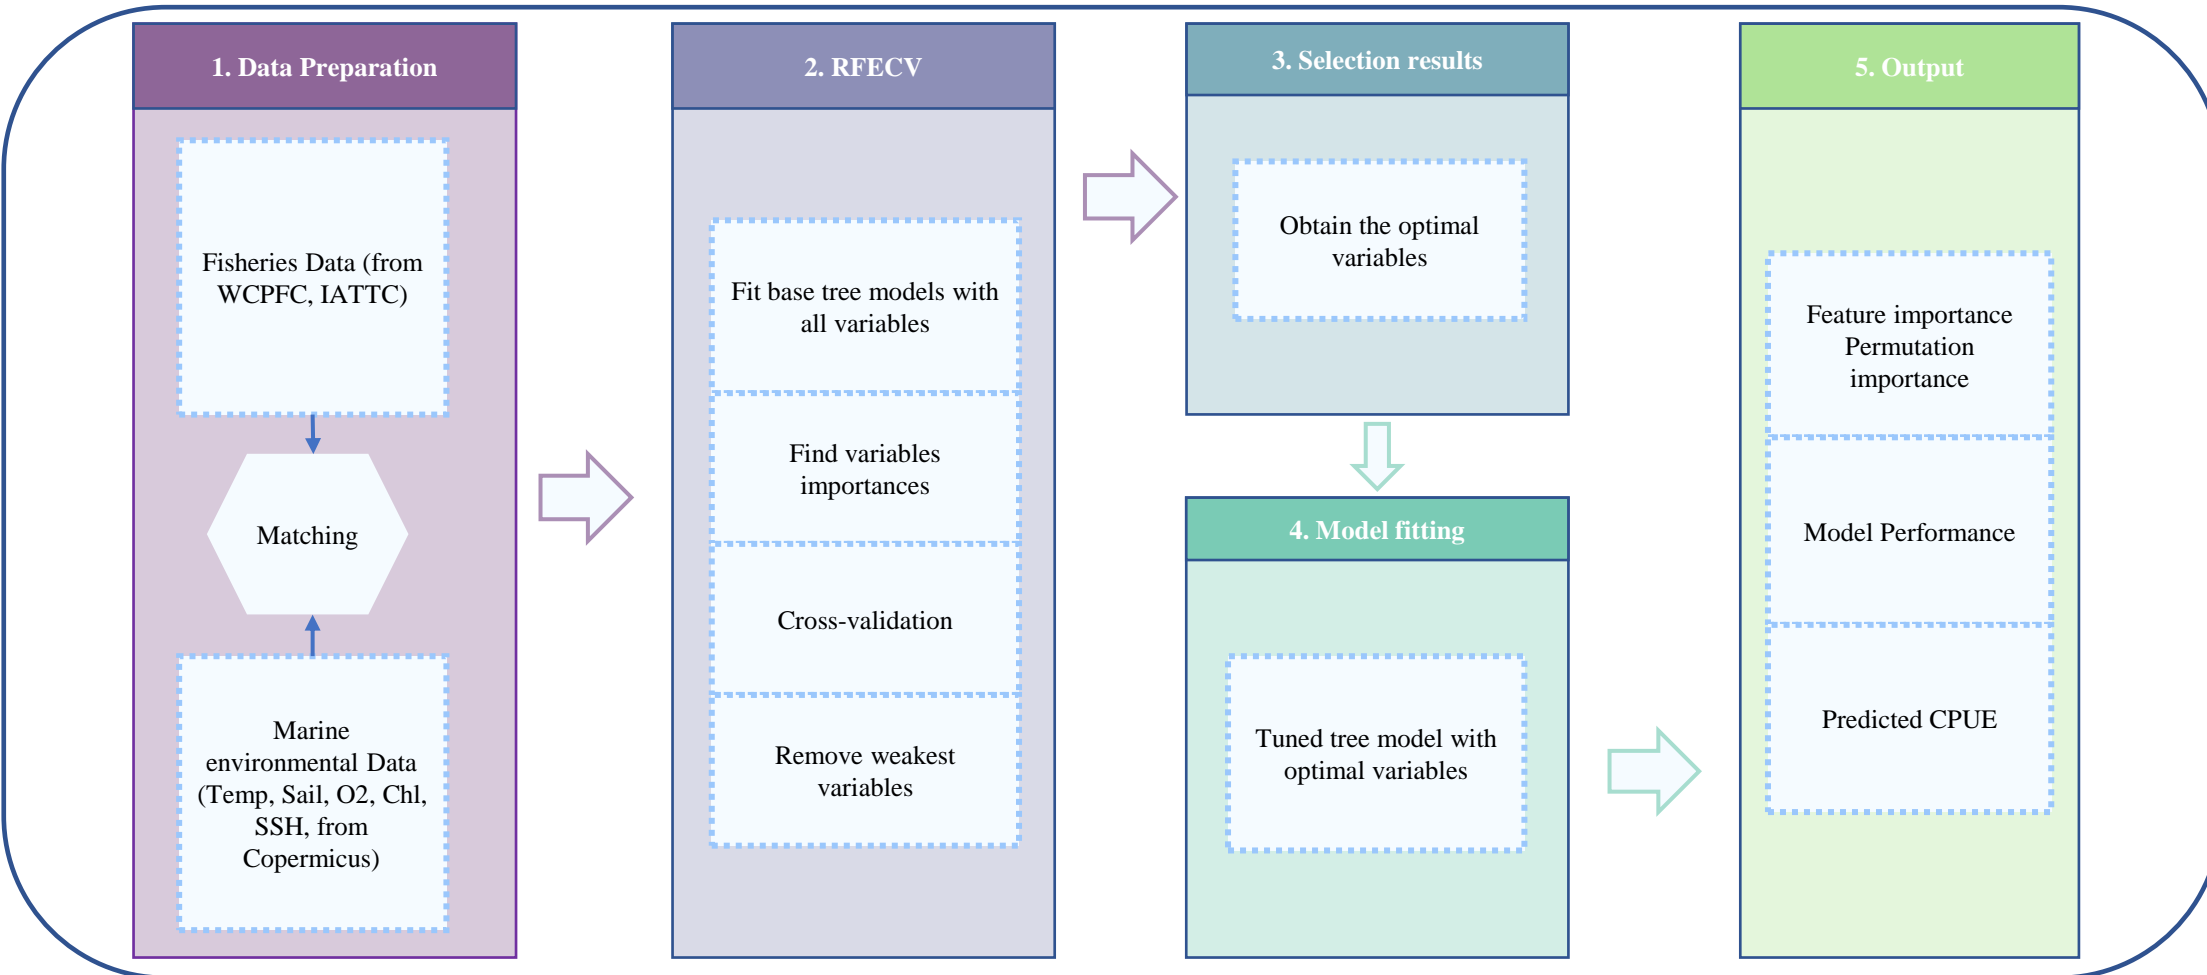 1. Data Preparation
Fisheries Data (from
WCPFC, IATTC)
Matching
Marine
environmental Data
(Temp, Sail, O2, Chl,
SSH, from
Copermicus)
2. RFECV
Fit base tree models with
all variables
Find variables
importances
Cross-validation
Remove weakest
variables
3. Selection results
Obtain the optimal
variables
4. Model fitting
Tuned tree model with
optimal variables
5. Output
Feature importance
Permutation
importance
Model Performance
Predicted CPUE